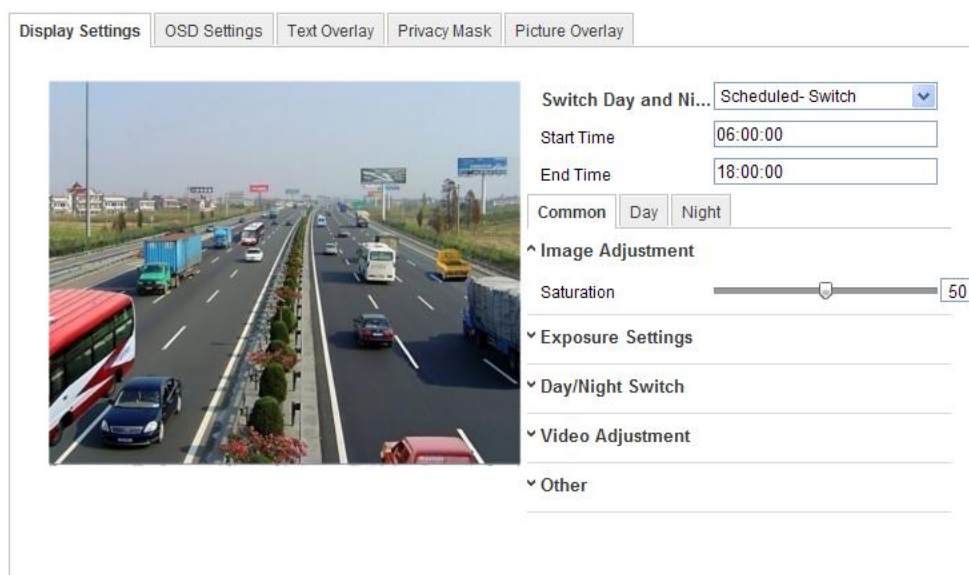 Display Settings
OSD Settings
Text Overlay
Privacy Mask
Picture Overlay
Switch Day and Ni...
Scheduled- Switch
Start Time
06:00:00
End Time
18:00:00
Common
Day
Night
Image Adjustment
Saturation
50
Exposure Settings
Day/Night Switch
Video Adjustment
Other